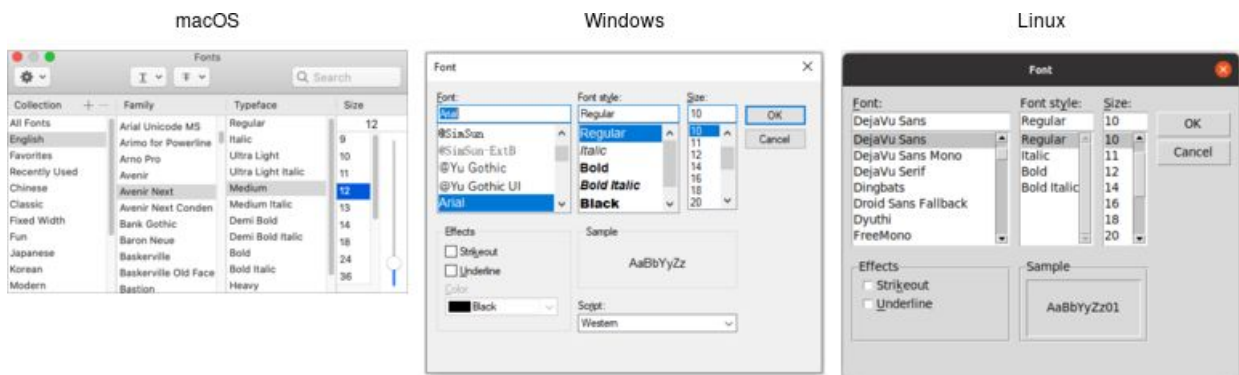 macOS
Windows
Linux
Fonts
Search
Collection + −
All Fonts
English
Favorites
Recently Used
Chinese
Classic
Fixed Width
Fun
Japanese
Korean
Modern
Family
Arial Unicode MS
Arimo for Powerline
Arno Pro
Avenir
Avenir Next
Avenir Next Conden
Bank Gothic
Baron Neue
Baskerville
Baskerville Old Face
Bastion
Typeface
Regular
Italic
Ultra Light
Ultra Light Italic
Medium
Medium Italic
Demi Bold
Demi Bold Italic
Bold
Bold Italic
Heavy
Size
12
9
10
11
12
13
14
18
24
36
Font
Font:
Arial
@SimSun
@SimSun-ExtB
@Yu Gothic
@Yu Gothic UI
Arial
Font style:
Regular
Regular
Italic
Bold
Bold Italic
Black
Size:
10
10
11
12
14
16
18
20
OK
Cancel
Effects
Strikeout
Underline
Color:
Black
Sample
AaBbYyZz
Script:
Western
Font
Font:
DejaVu Sans
DejaVu Sans
DejaVu Sans Mono
DejaVu Serif
Dingbats
Droid Sans Fallback
Dyuthi
FreeMono
Font style:
Regular
Regular
Italic
Bold
Bold Italic
Size:
10
10
11
12
14
16
18
20
OK
Cancel
Effects
Strikeout
Underline
Sample
AaBbYyZz01